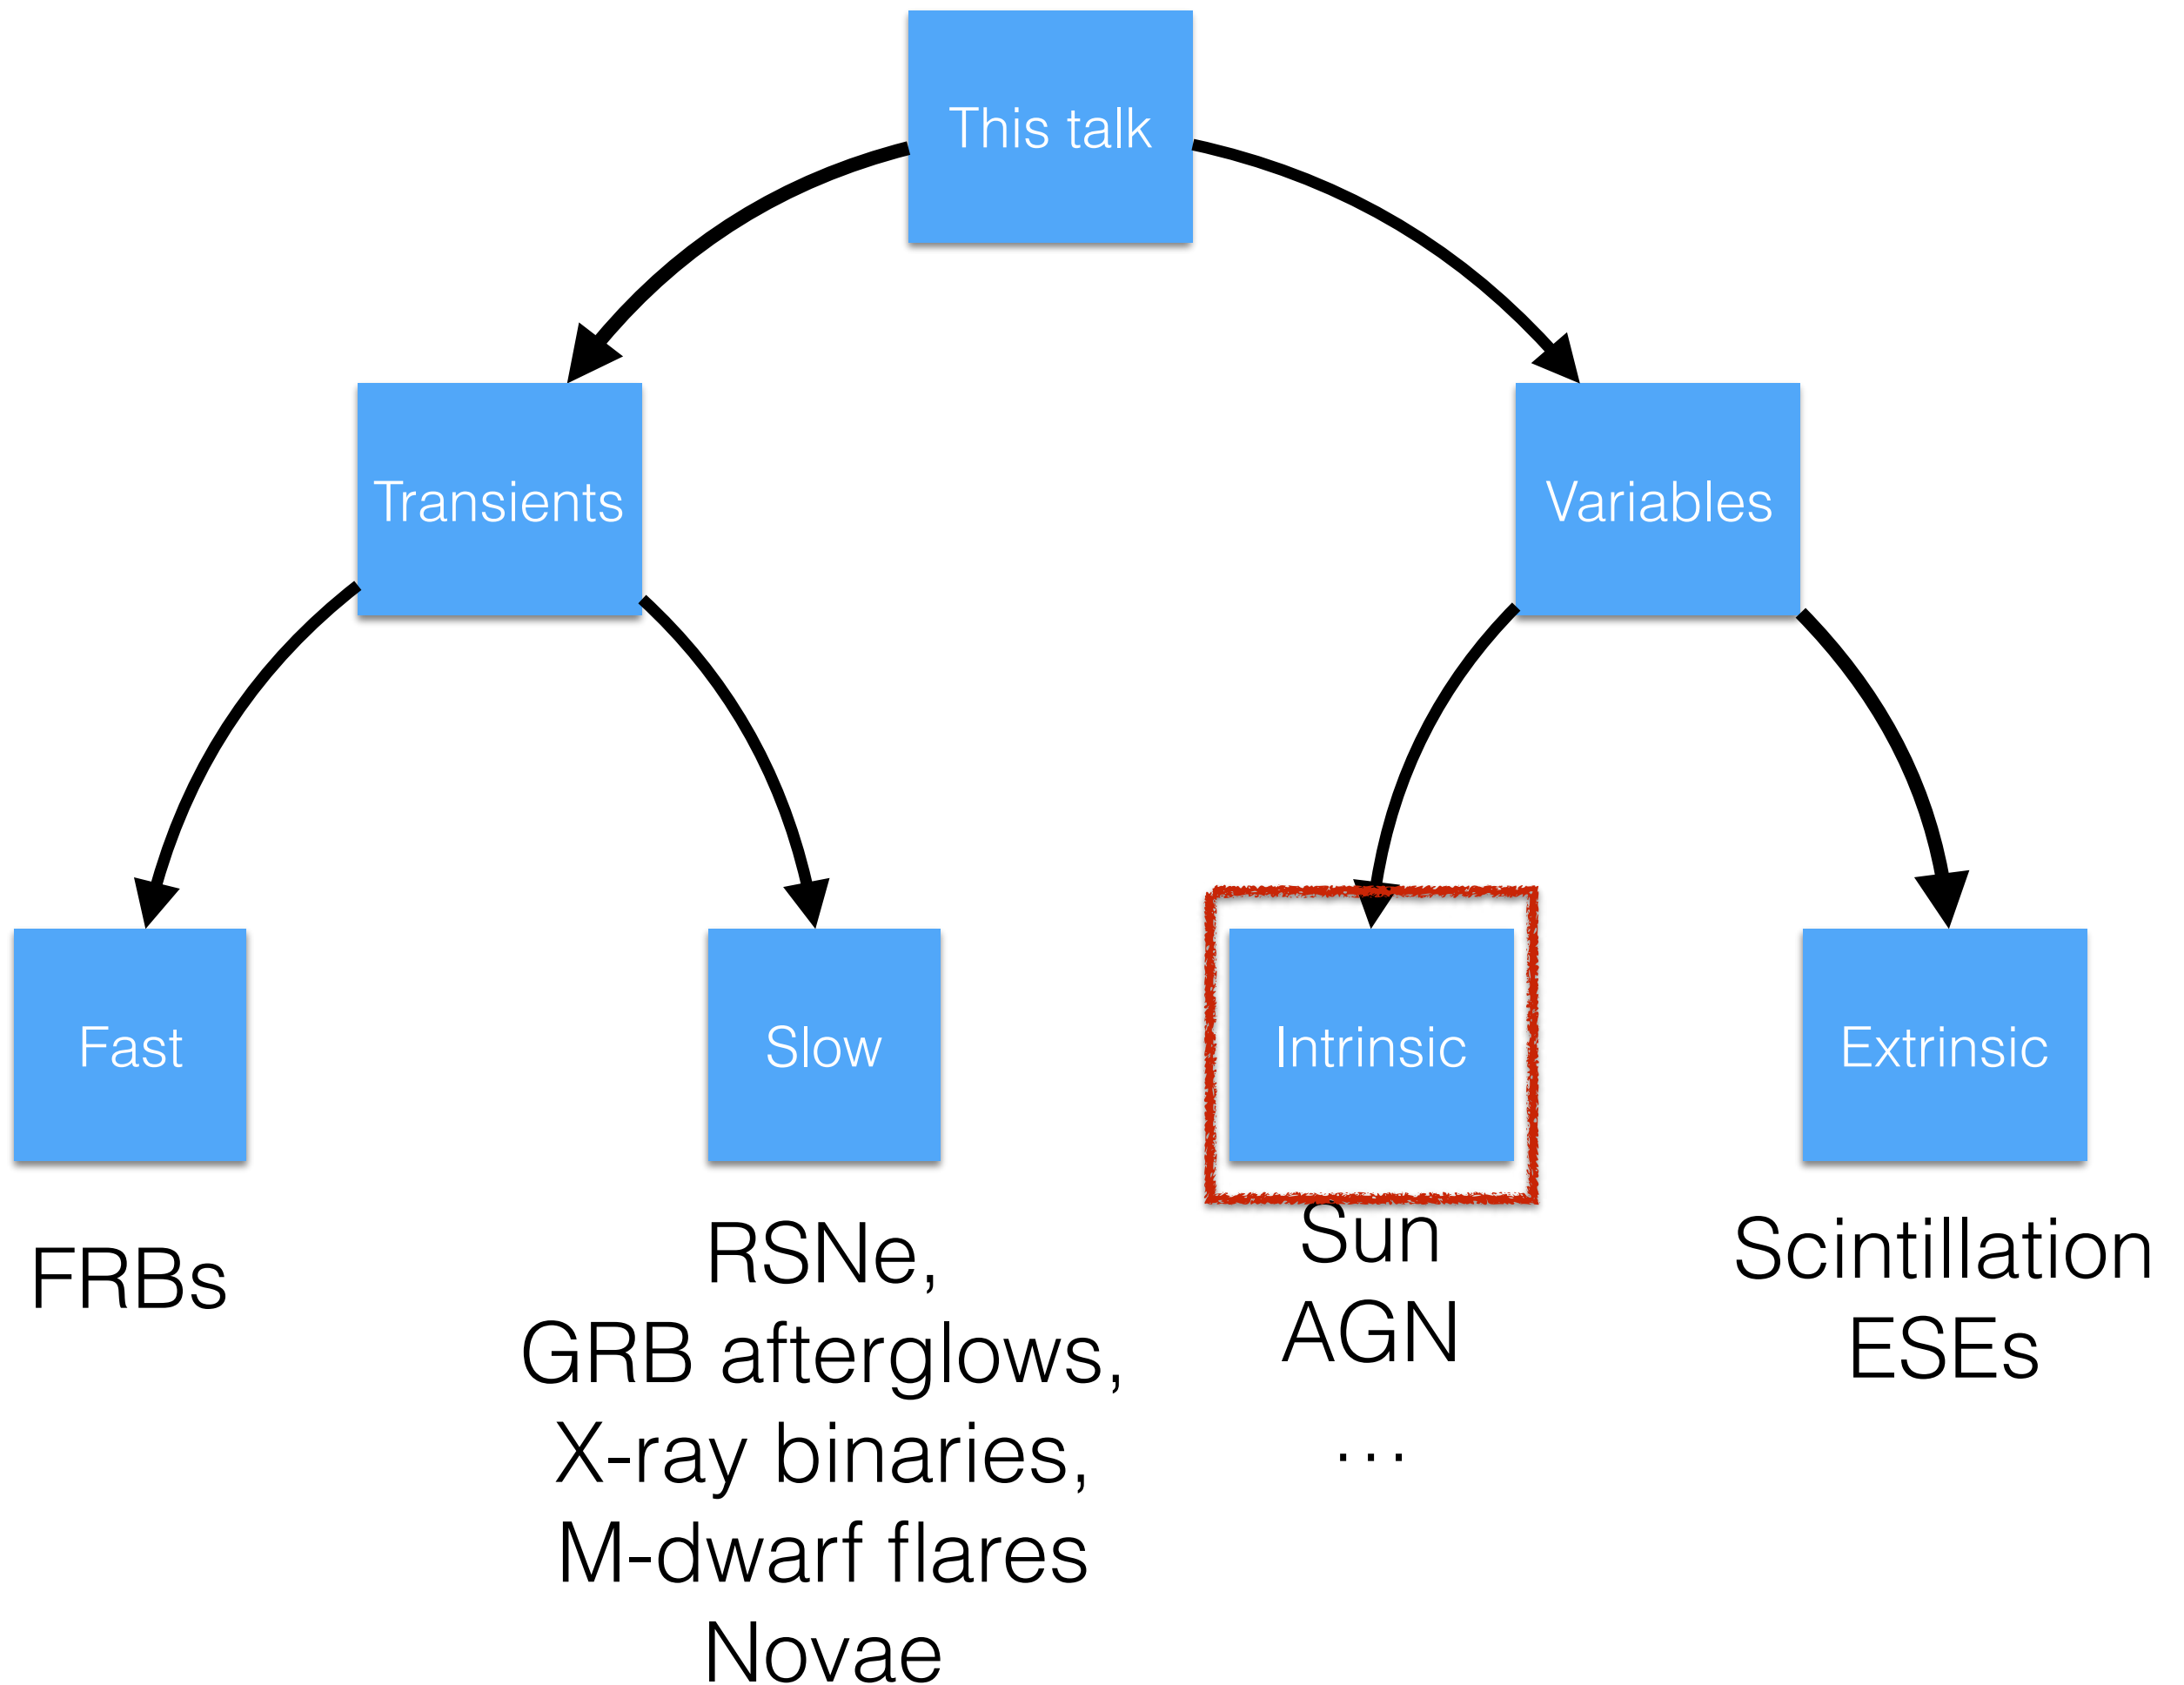 This talk
Transients
Variables
Fast
Slow
Intrinsic
Extrinsic
FRBs
RSNe,
GRB afterglows,
X-ray binaries,
M-dwarf flares
Novae
Sun
AGN
...
Scintillation
ESEs